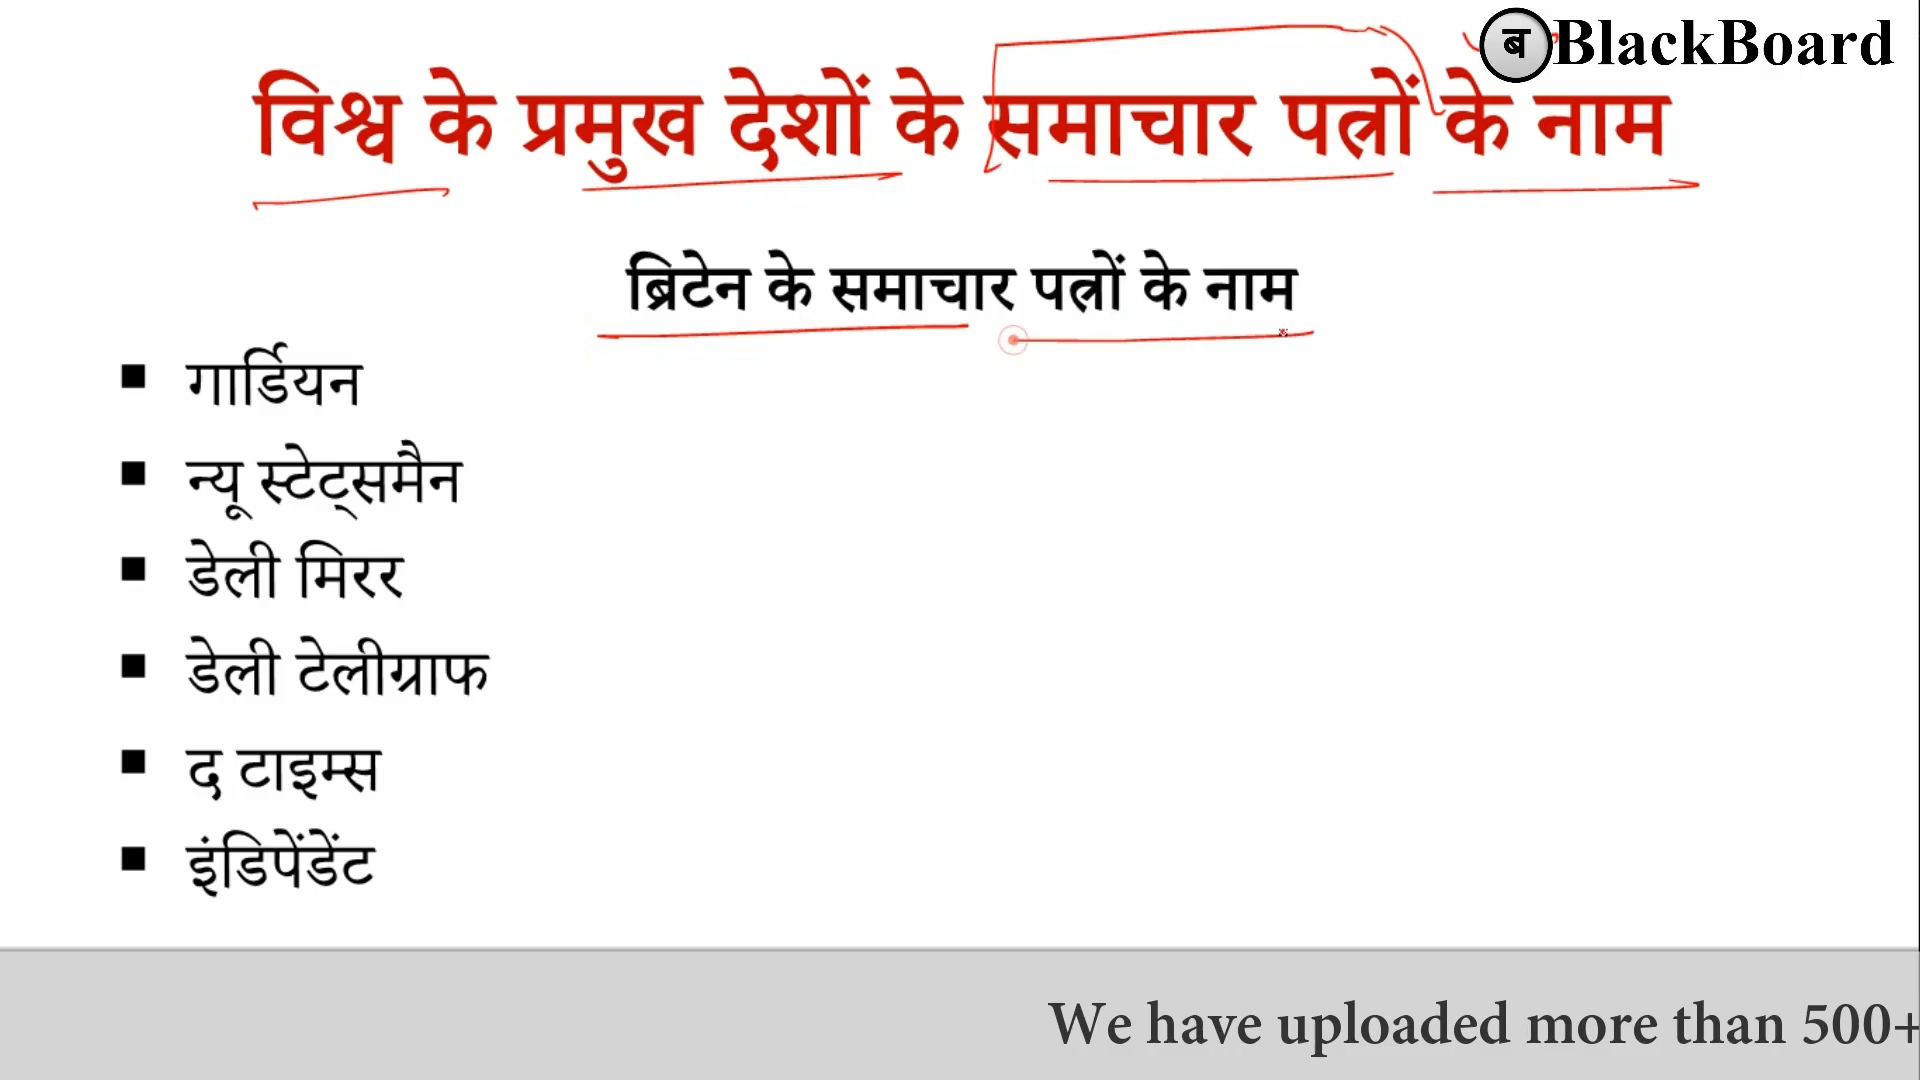 ब BlackBoard
विश्व के प्रमुख देशों के समाचार पत्रों के नाम
ब्रिटेन के समाचार पत्रों के नाम
▪ गार्डियन
▪ न्यू स्टेट्समैन
▪ डेली मिरर
▪ डेली टेलीग्राफ
▪ द टाइम्स
▪ इंडिपेंडेंट
We have uploaded more than 500+